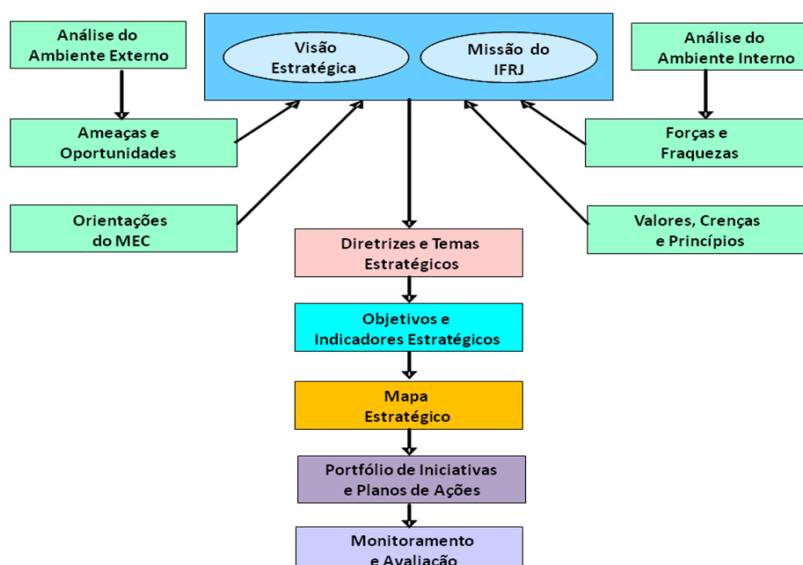 Análise do
Ambiente Externo
Visão
Estratégica
Missão do
IFRJ
Análise do
Ambiente Interno
Ameaças e
Oportunidades
Forças e
Fraquezas
Orientações
do MEC
Valores, Crenças
e Princípios
Diretrizes e Temas
Estratégicos
Objetivos e
Indicadores Estratégicos
Mapa
Estratégico
Portfólio de Iniciativas
e Planos de Ações
Monitoramento
e Avaliação